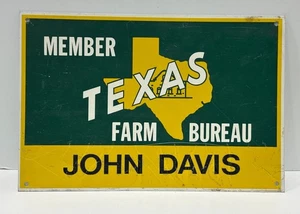 MEMBER
TEXAS
FARM BUREAU
JOHN DAVIS